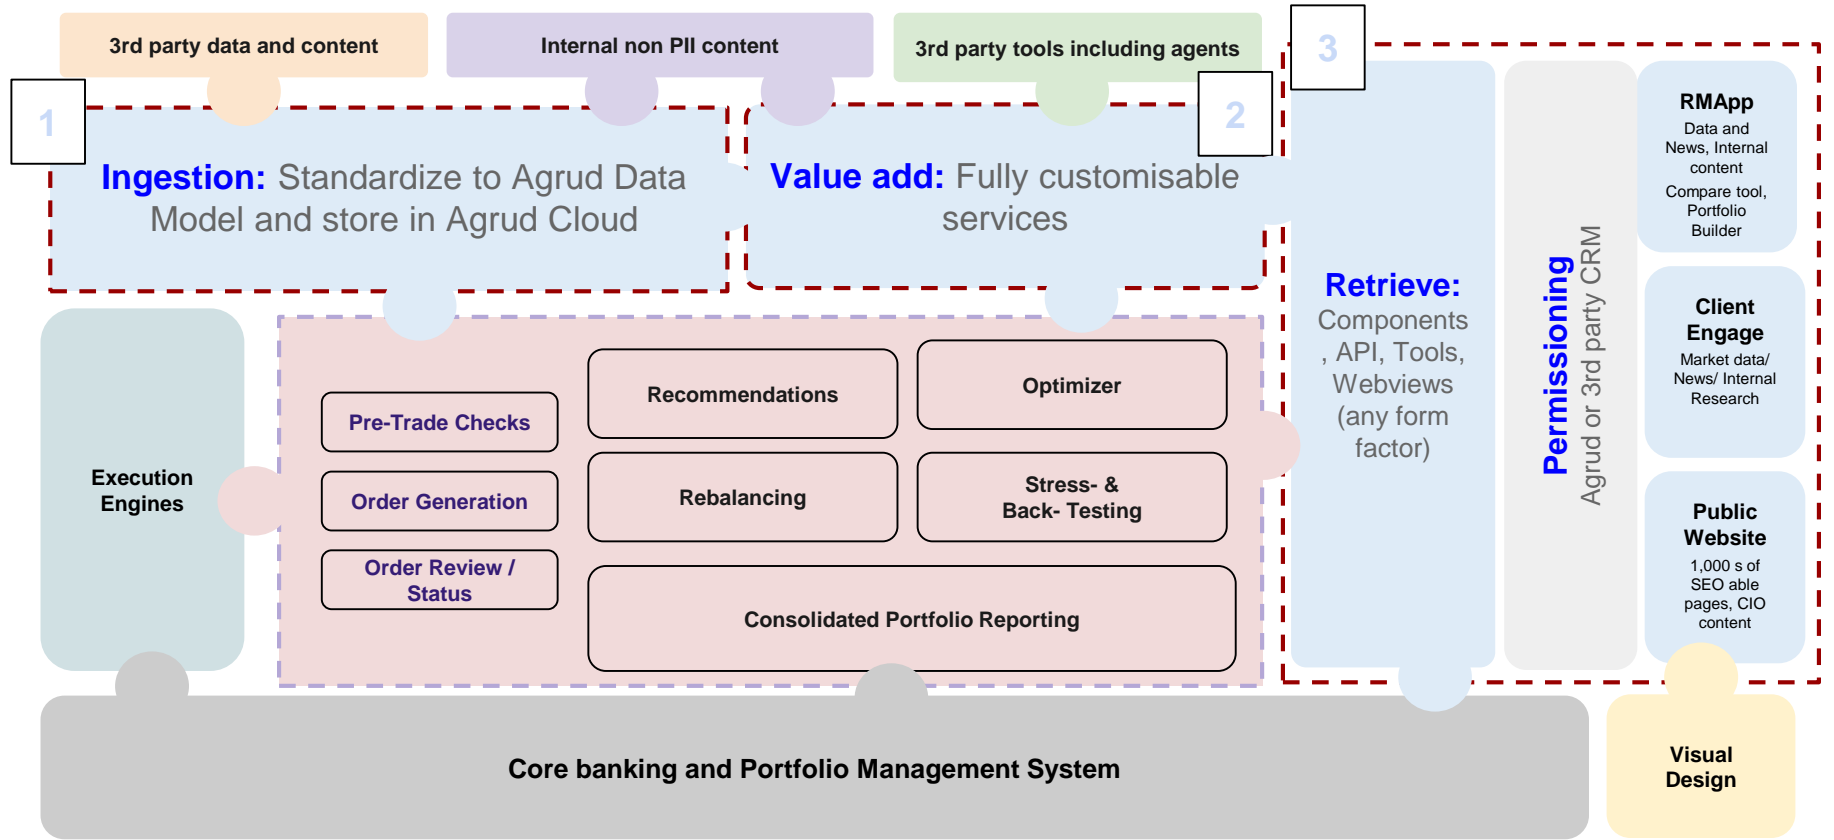 3rd party data and content
Internal non PII content
3rd party tools including agents
1
2
3
Ingestion: Standardize to Agrud Data
Model and store in Agrud Cloud
Value add: Fully customisable
services
Execution
Engines
Pre-Trade Checks
Order Generation
Order Review /
Status
Recommendations
Optimizer
Rebalancing
Stress- &
Back- Testing
Consolidated Portfolio Reporting
Retrieve:
Components
, API, Tools,
Webviews
(any form
factor)
Permissioning
Agrud or 3rd party CRM
RMApp
Data and
News, Internal
content
Compare tool,
Portfolio
Builder
Client
Engage
Market data/
News/ Internal
Research
Public
Website
1,000 s of
SEO able
pages, CIO
content
Core banking and Portfolio Management System
Visual
Design